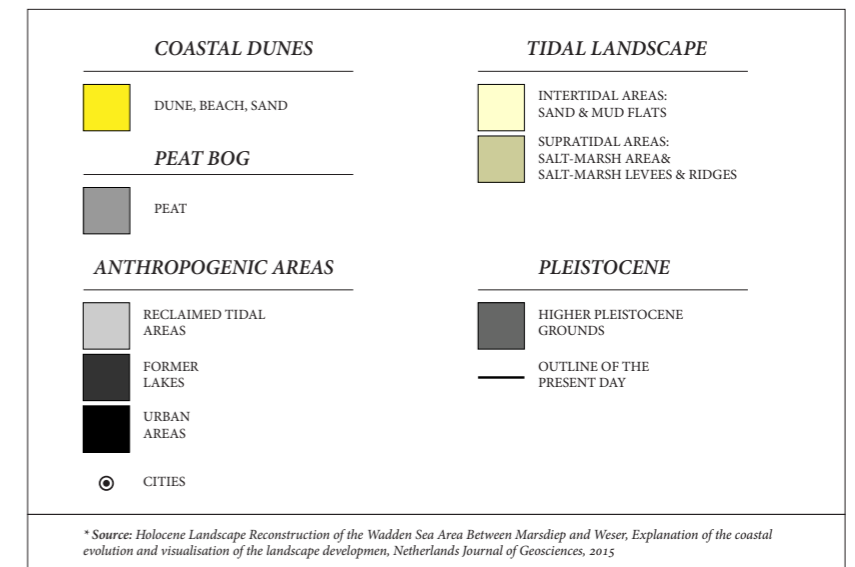 COASTAL DUNES
DUNE, BEACH, SAND
PEAT BOG
PEAT
ANTHROPOGENIC AREAS
RECLAIMED TIDAL
AREAS
FORMER
LAKES
URBAN
AREAS
CITIES
TIDAL LANDSCAPE
INTERTIDAL AREAS:
SAND & MUD FLATS
SUPRATIDAL AREAS:
SALT-MARSH AREA&
SALT-MARSH LEVEES & RIDGES
PLEISTOCENE
HIGHER PLEISTOCENE
GROUNDS
OUTLINE OF THE
PRESENT DAY
* Source: Holocene Landscape Reconstruction of the Wadden Sea Area Between Marsdiep and Weser, Explanation of the coastal
evolution and visualisation of the landscape developmen, Netherlands Journal of Geosciences, 2015